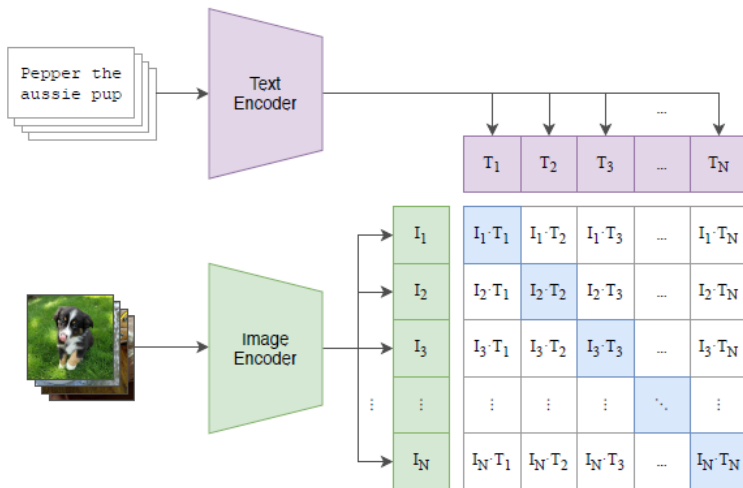 Pepper the
aussie pup
Text
Encoder
...
T1 T2 T3 ... TN
I1 I1·T1 I1·T2 I1·T3 ... I1·TN
I2 I2·T1 I2·T2 I2·T3 ... I2·TN
Image
Encoder
I3 I3·T1 I3·T2 I3·T3 ... I3·TN
⋮ ⋮ ⋮ ⋮ ⋮ ⋱ ⋮
IN IN·T1 IN·T2 IN·T3 ... IN·TN